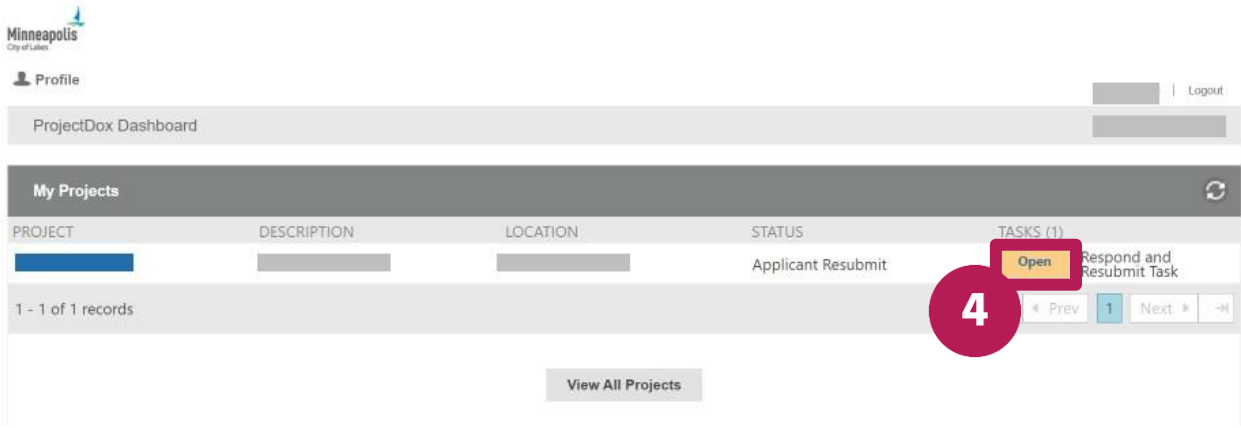 Minneapolis
City of Lakes
Profile
| Logout
ProjectDox Dashboard
My Projects
PROJECT DESCRIPTION LOCATION STATUS TASKS (1)
Applicant Resubmit Open Respond and
Resubmit Task
1 - 1 of 1 records 4 Prev 1 Next
View All Projects